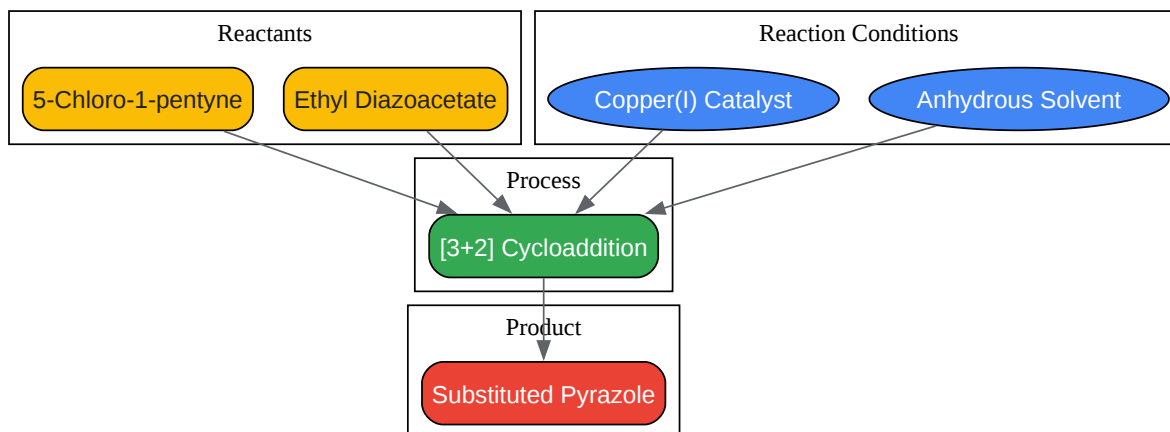 Reactants
Reaction Conditions
5-Chloro-1-pentyne
Ethyl Diazoacetate
Copper(I) Catalyst
Anhydrous Solvent
Process
[3+2] Cycloaddition
Product
Substituted Pyrazole